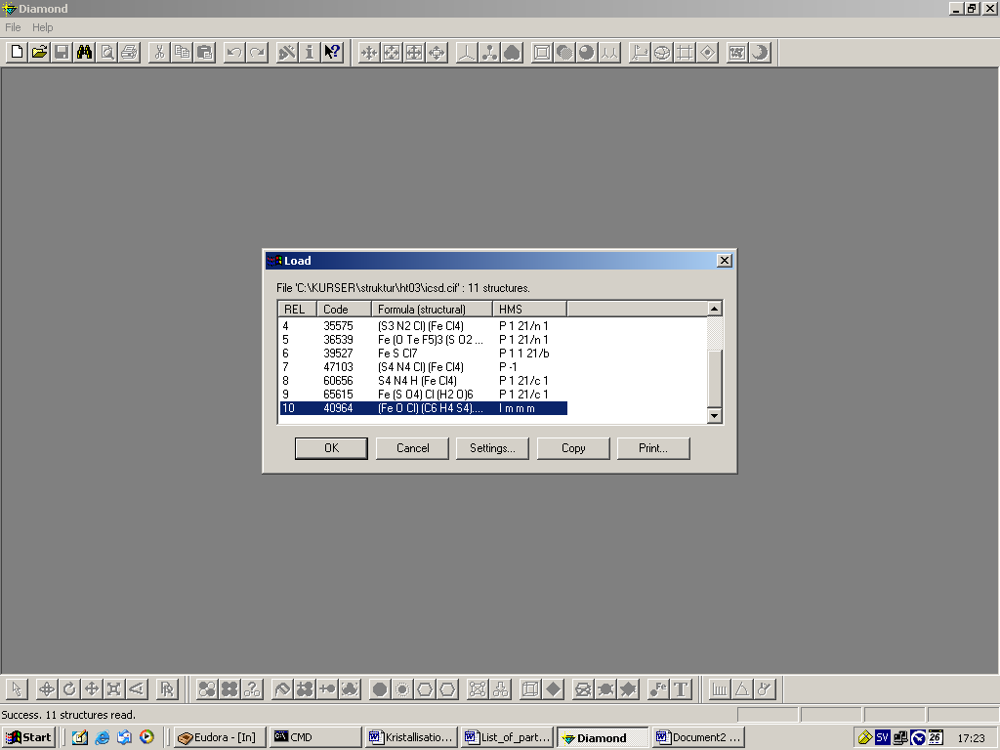 Diamond
File Help
Load
File 'C:\KURSER\struktur\ht03\icsd.cif' : 11 structures.
REL Code Formula (structural) HMS
4 35575 (S3 N2 Cl) (Fe Cl4) P 1 21/n 1
5 36539 Fe (O Te F5)3 (S O2 ... P 1 21/n 1
6 39527 Fe S Cl7 P 1 1 21/b
7 47103 (S4 N4 Cl) (Fe Cl4) P -1
8 60656 S4 N4 H (Fe Cl4) P 1 21/c 1
9 65615 Fe (S O4) Cl (H2 O)6 P 1 21/c 1
10 40964 (Fe O Cl) (C6 H4 S4).... I m m m
OK Cancel Settings... Copy Print...
Success. 11 structures read.
Start Eudora - [In] CMD Kristallisatio... List_of_part... Diamond Document2 ... SV 26 17:23